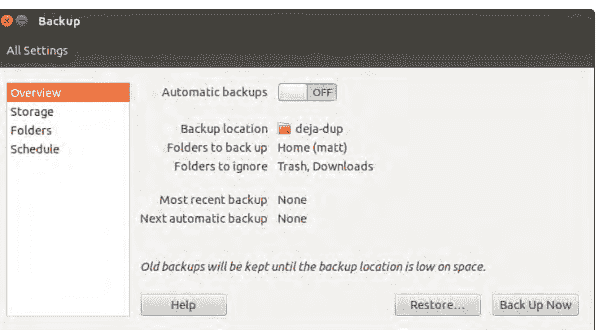 Backup
All Settings
Overview
Storage
Folders
Schedule
Automatic backups OFF
Backup location deja-dup
Folders to back up Home (matt)
Folders to ignore Trash, Downloads
Most recent backup None
Next automatic backup None
Old backups will be kept until the backup location is low on space.
Help Restore... Back Up Now